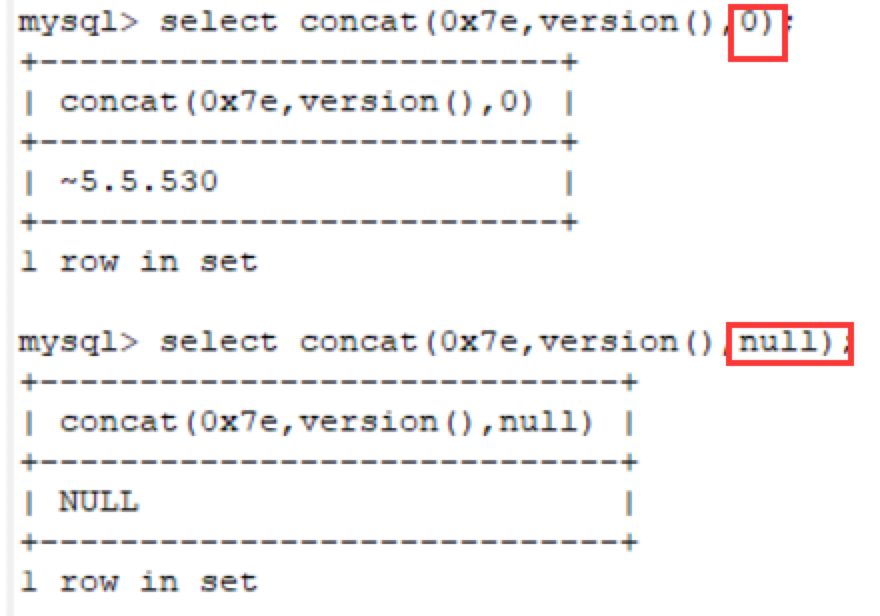 mysql> select concat(0x7e,version(),0);
+---------------------------+
| concat(0x7e,version(),0) |
+---------------------------+
| ~5.5.530 |
+---------------------------+
1 row in set
mysql> select concat(0x7e,version(),null);
+------------------------------+
| concat(0x7e,version(),null) |
+------------------------------+
| NULL |
+------------------------------+
1 row in set